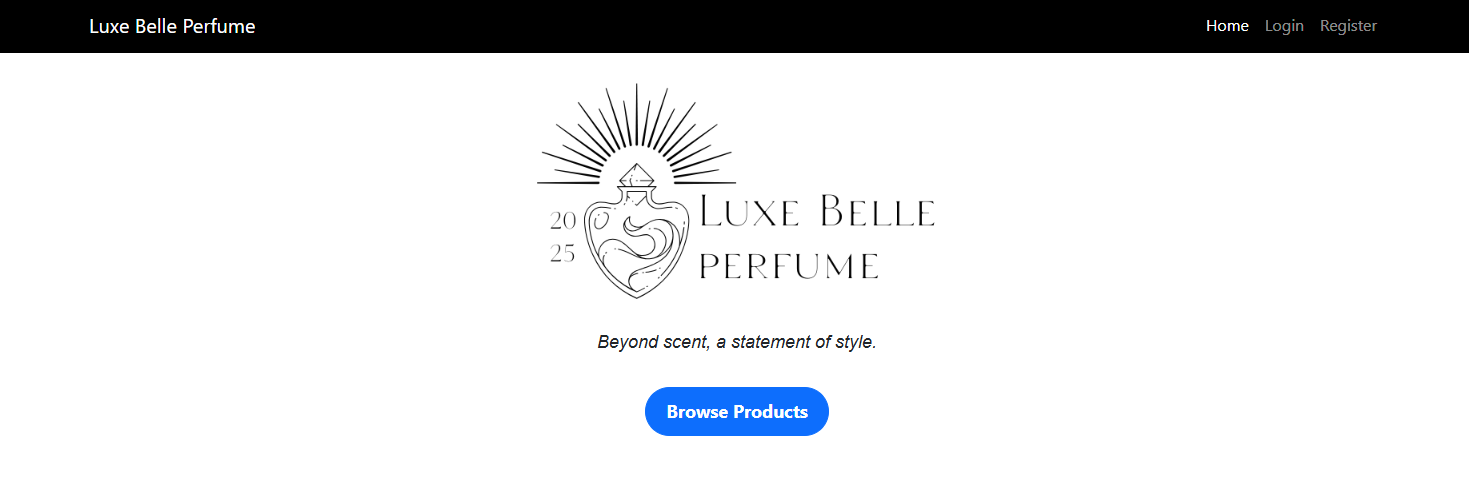 Luxe Belle Perfume
Home Login Register
20
25
LUXE BELLE
PERFUME
Beyond scent, a statement of style.
Browse Products